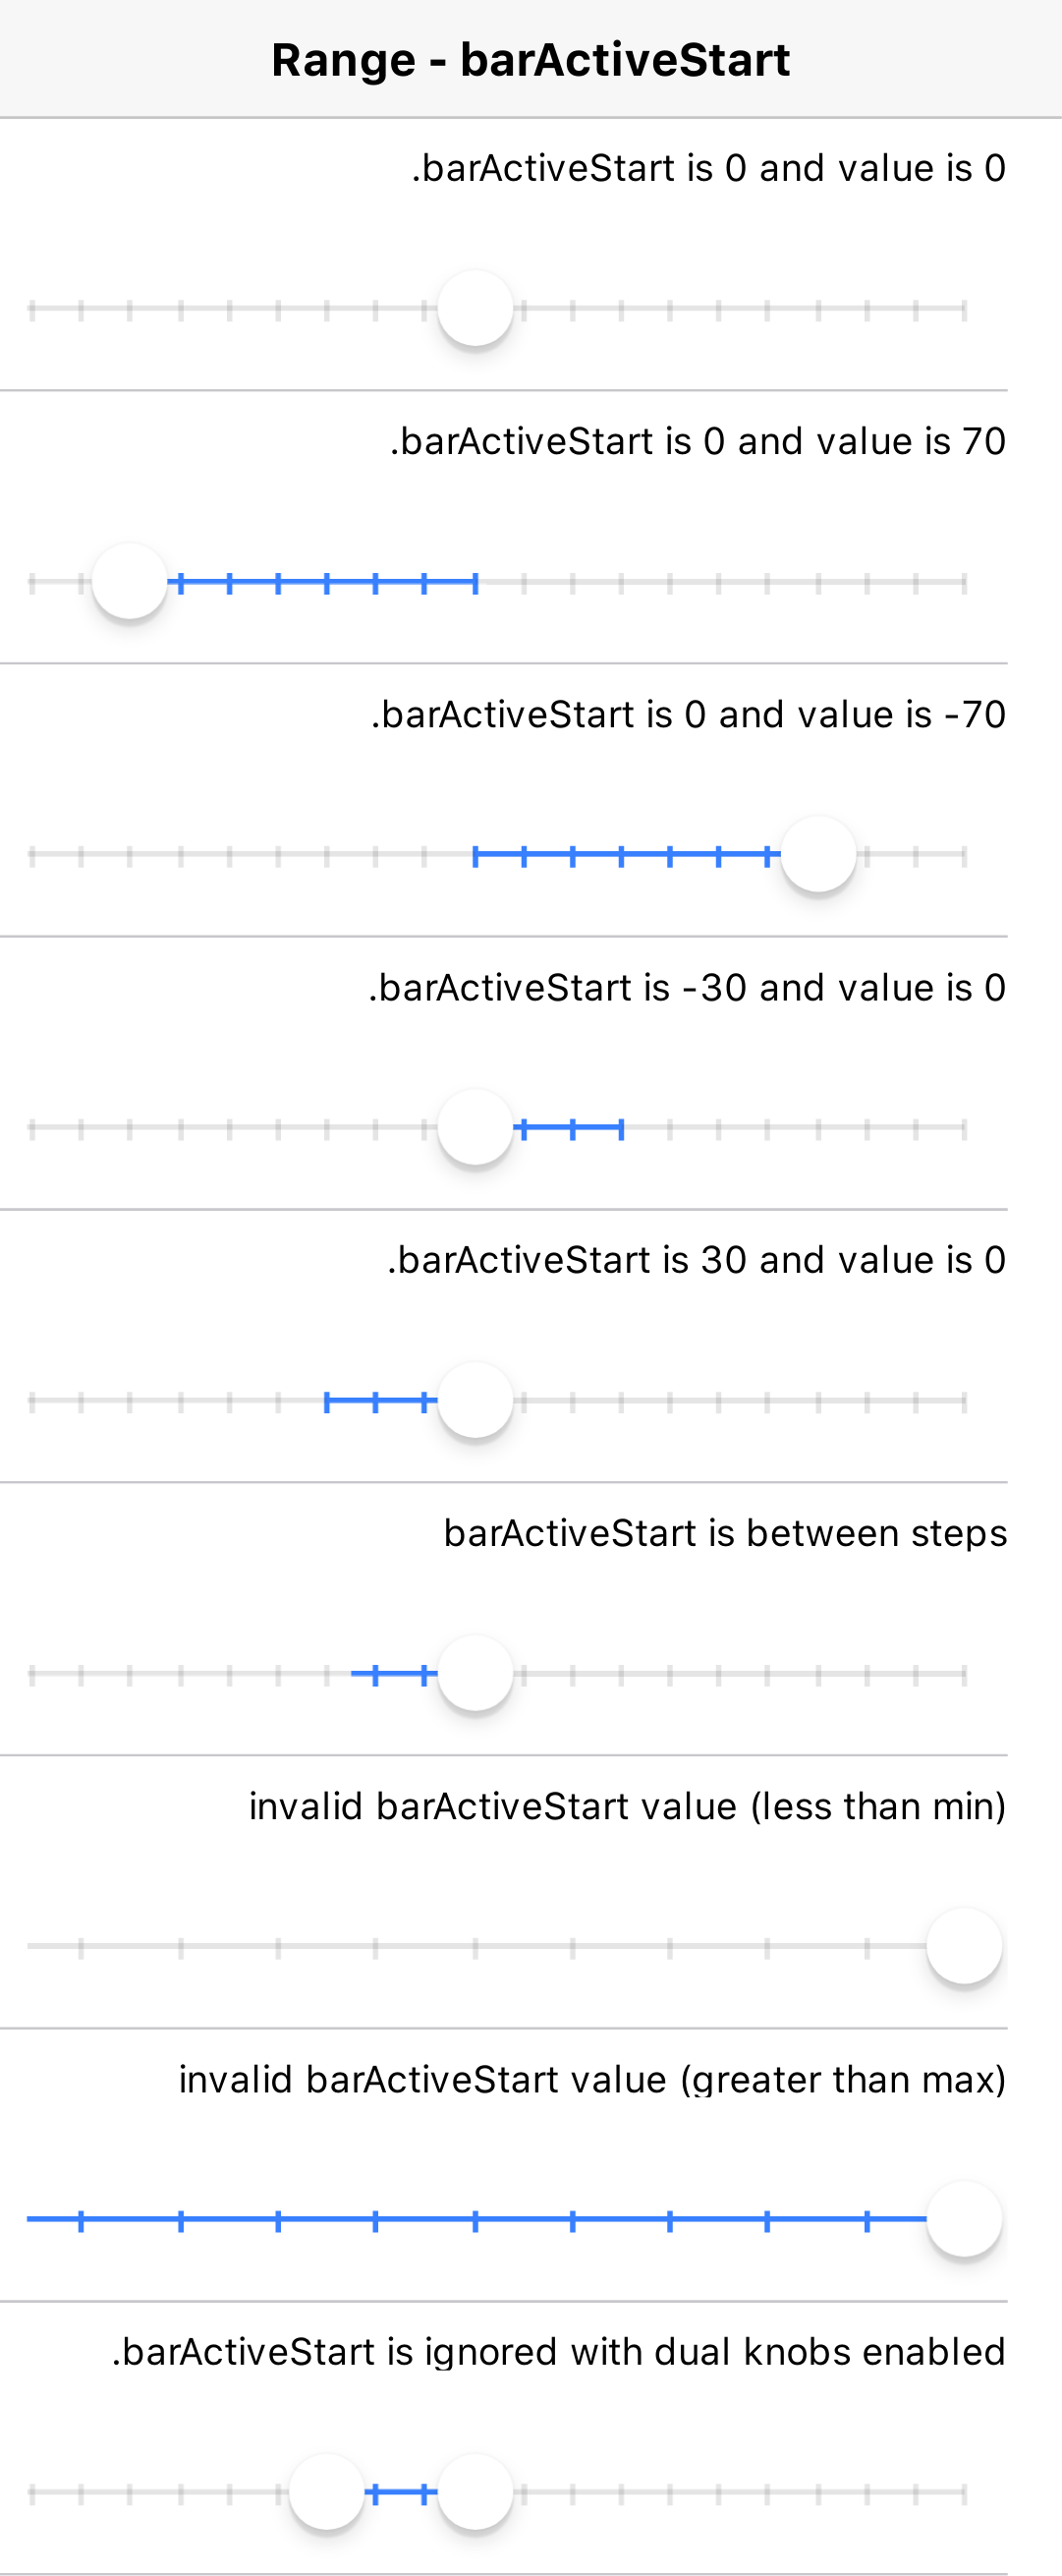 Range - barActiveStart
.barActiveStart is 0 and value is 0
.barActiveStart is 0 and value is 70
.barActiveStart is 0 and value is -70
.barActiveStart is -30 and value is 0
.barActiveStart is 30 and value is 0
barActiveStart is between steps
invalid barActiveStart value (less than min)
invalid barActiveStart value (greater than max)
.barActiveStart is ignored with dual knobs enabled